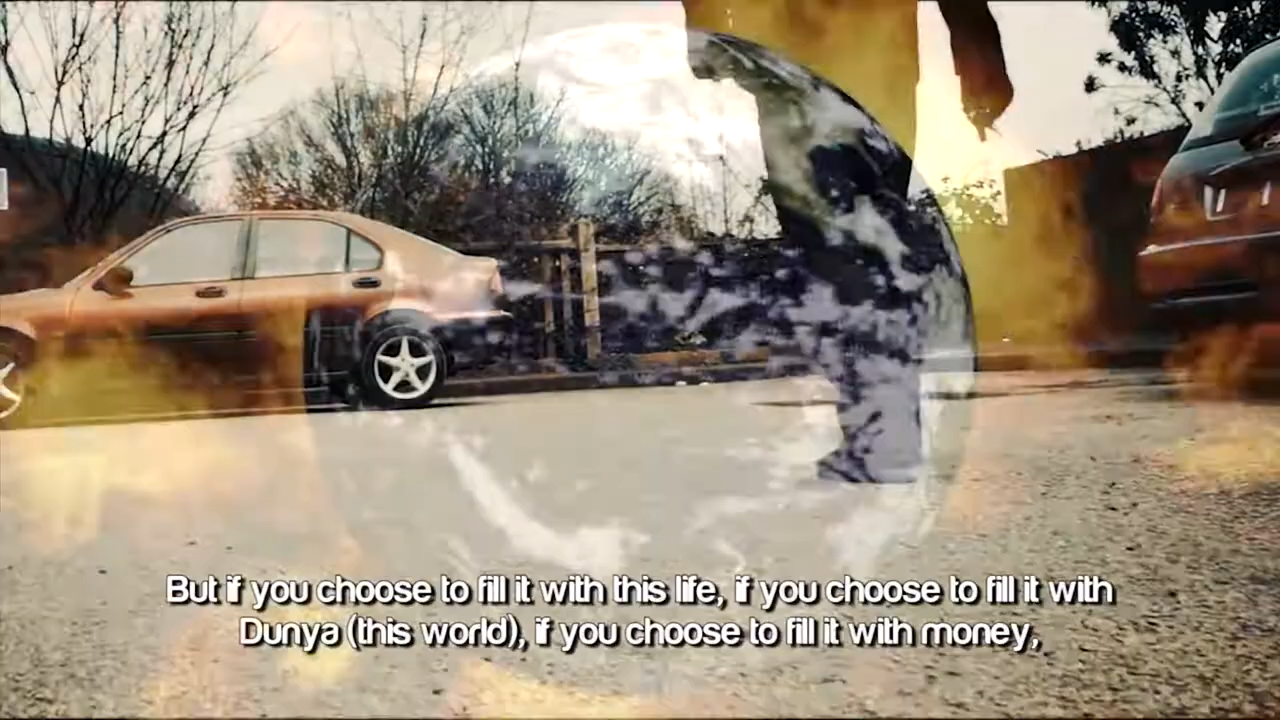 But if you choose to fill it with this life, if you choose to fill it with
Dunya (this world), if you choose to fill it with money,